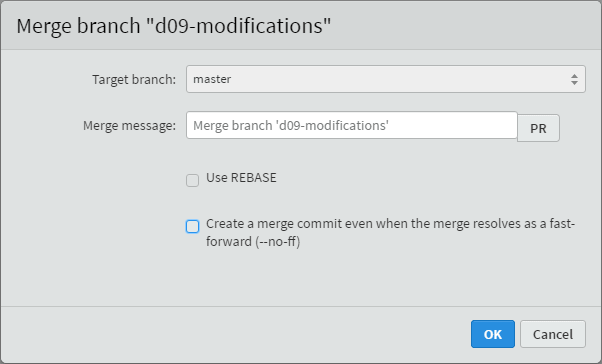 Merge branch "d09-modifications"
Target branch: master
Merge message: Merge branch 'd09-modifications' PR
Use REBASE
Create a merge commit even when the merge resolves as a fast-
forward (--no-ff)
OK Cancel